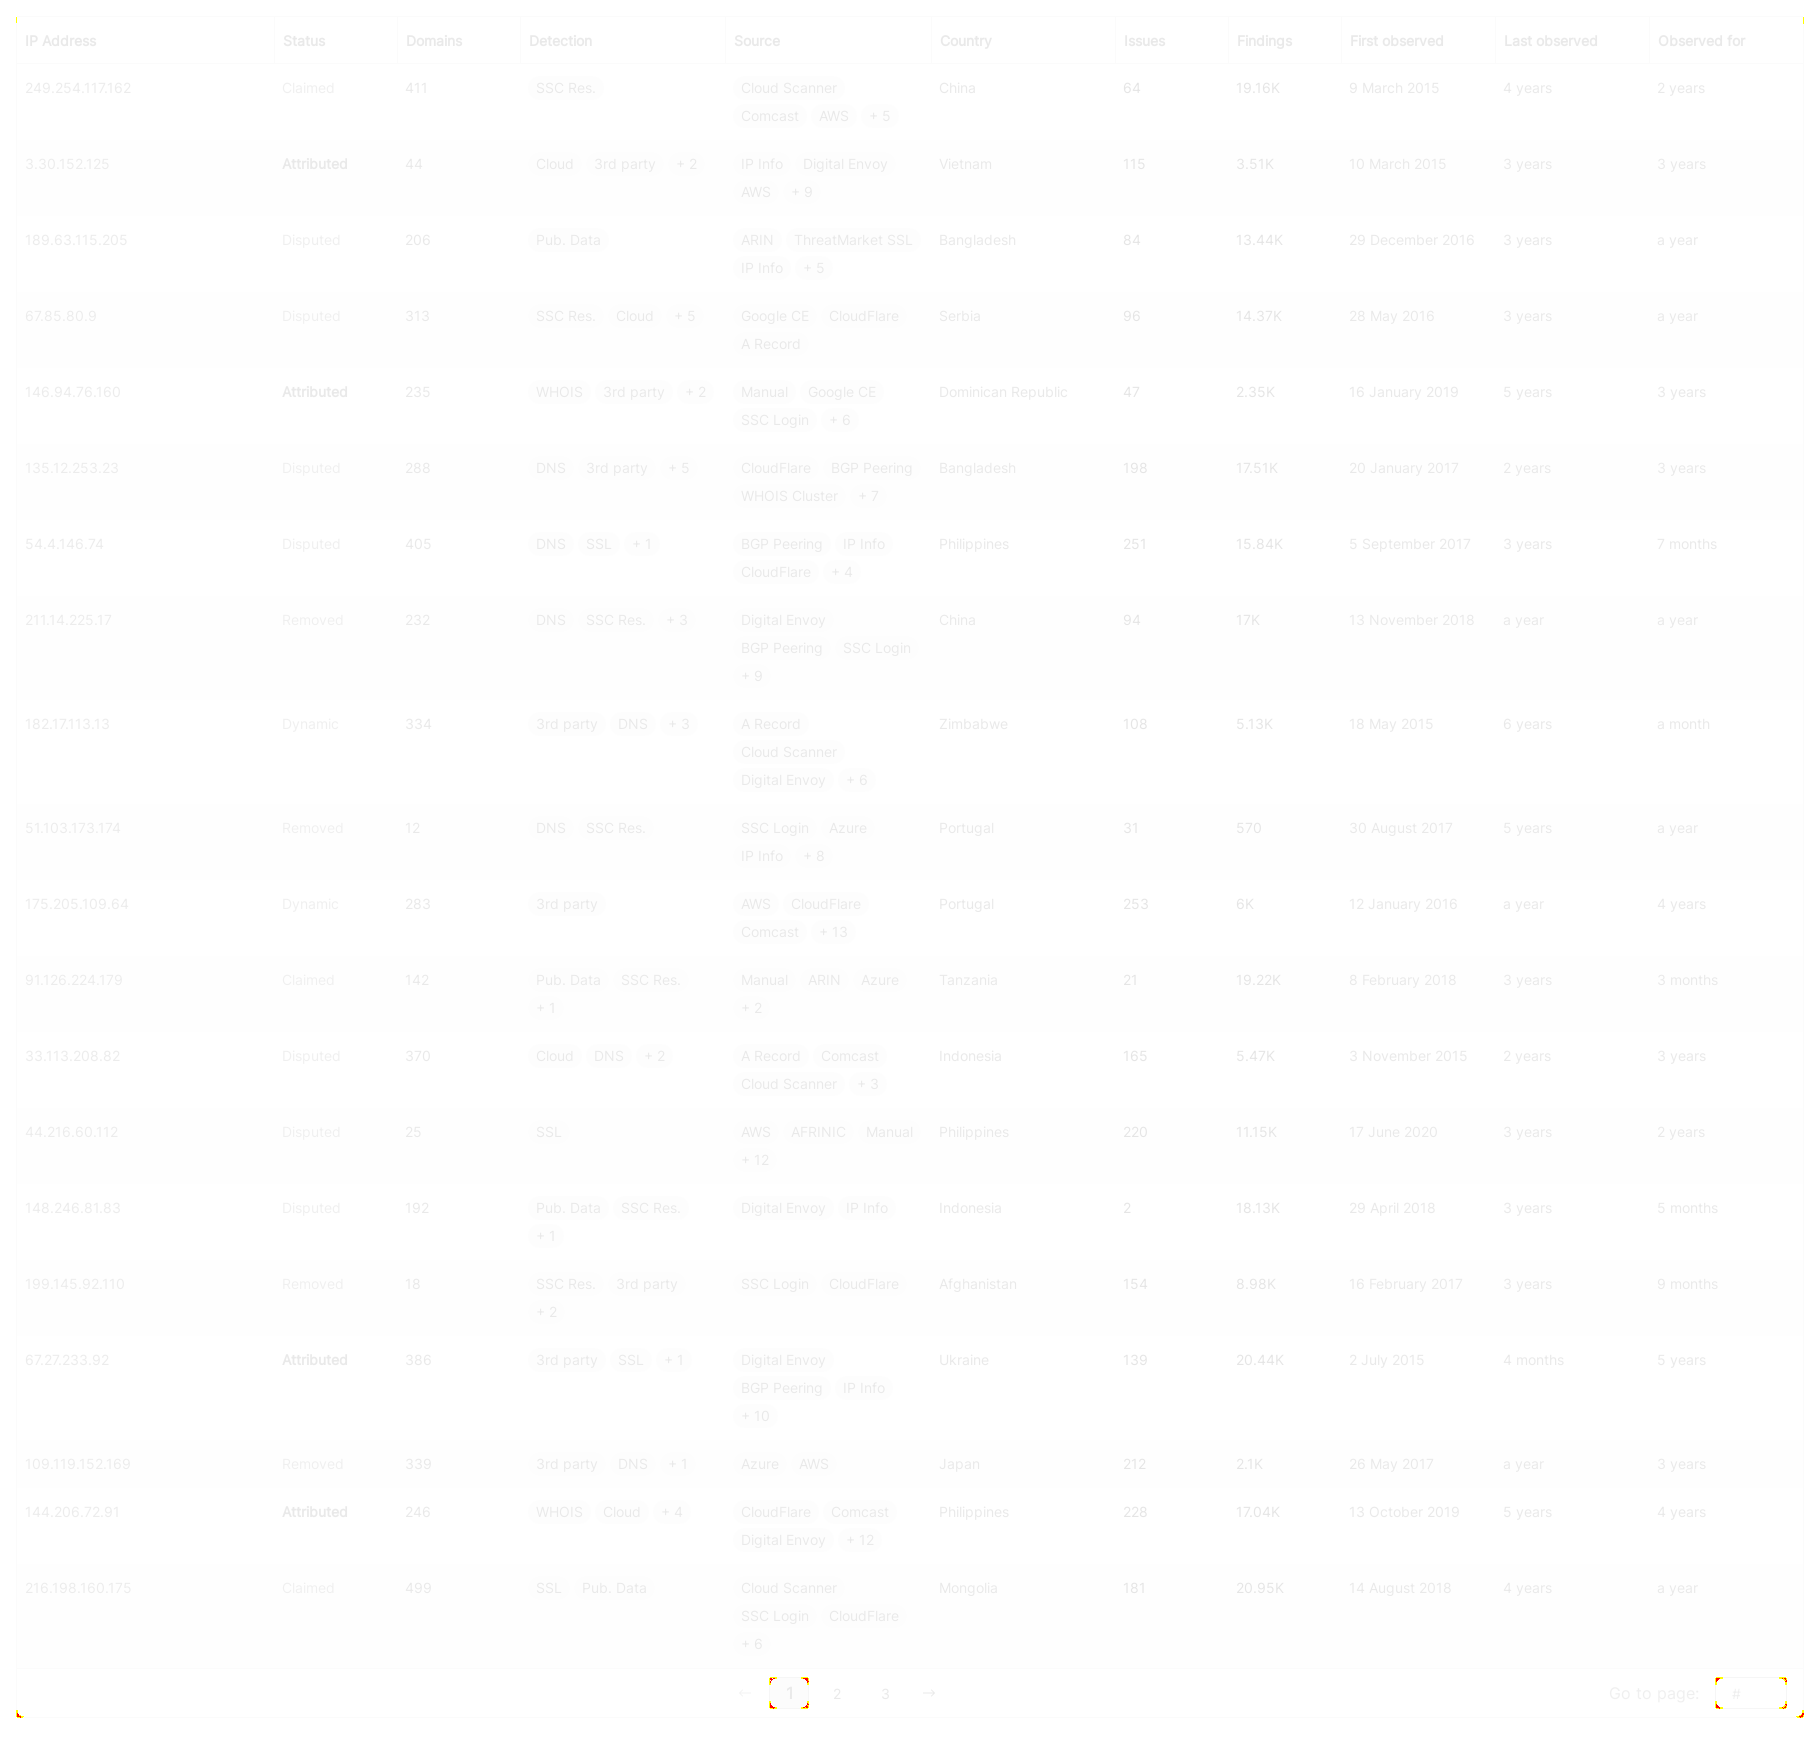 IP Address Status Domains Detection Source Country Issues Findings First observed Last observed Observed for
249.254.117.162 Claimed 411 SSC Res. Cloud Scanner China 64 19.16K 9 March 2015 4 years 2 years
Comcast AWS + 5
3.30.152.125 Attributed 44 Cloud 3rd party + 2 IP Info Digital Envoy Vietnam 115 3.51K 10 March 2015 3 years 3 years
AWS + 9
189.63.115.205 Disputed 206 Pub. Data ARIN ThreatMarket SSL Bangladesh 84 13.44K 29 December 2016 3 years a year
IP Info + 5
67.85.80.9 Disputed 313 SSC Res. Cloud + 5 Google CE CloudFlare Serbia 96 14.37K 28 May 2016 3 years a year
A Record
146.94.76.160 Attributed 235 WHOIS 3rd party + 2 Manual Google CE Dominican Republic 47 2.35K 16 January 2019 5 years 3 years
SSC Login + 6
135.12.253.23 Disputed 288 DNS 3rd party + 5 CloudFlare BGP Peering Bangladesh 198 17.51K 20 January 2017 2 years 3 years
WHOIS Cluster + 7
54.4.146.74 Disputed 405 DNS SSL + 1 BGP Peering IP Info Philippines 251 15.84K 5 September 2017 3 years 7 months
CloudFlare + 4
211.14.225.17 Removed 232 DNS SSC Res. + 3 Digital Envoy China 94 17K 13 November 2018 a year a year
BGP Peering SSC Login
+ 9
182.17.113.13 Dynamic 334 3rd party DNS + 3 A Record Zimbabwe 108 5.13K 18 May 2015 6 years a month
Cloud Scanner
Digital Envoy + 6
51.103.173.174 Removed 12 DNS SSC Res. SSC Login Azure Portugal 31 570 30 August 2017 5 years a year
IP Info + 8
175.205.109.64 Dynamic 283 3rd party AWS CloudFlare Portugal 253 6K 12 January 2016 a year 4 years
Comcast + 13
91.126.224.179 Claimed 142 Pub. Data SSC Res. Manual ARIN Azure Tanzania 21 19.22K 8 February 2018 3 years 3 months
+ 1 + 2
33.113.208.82 Disputed 370 Cloud DNS + 2 A Record Comcast Indonesia 165 5.47K 3 November 2015 2 years 3 years
Cloud Scanner + 3
44.216.60.112 Disputed 25 SSL AWS AFRINIC Manual Philippines 220 11.15K 17 June 2020 3 years 2 years
+ 12
148.246.81.83 Disputed 192 Pub. Data SSC Res. Digital Envoy IP Info Indonesia 2 18.13K 29 April 2018 3 years 5 months
+ 1
199.145.92.110 Removed 18 SSC Res. 3rd party SSC Login CloudFlare Afghanistan 154 8.98K 16 February 2017 3 years 9 months
+ 2
67.27.233.92 Attributed 386 3rd party SSL + 1 Digital Envoy Ukraine 139 20.44K 2 July 2015 4 months 5 years
BGP Peering IP Info
+ 10
109.119.152.169 Removed 339 3rd party DNS + 1 Azure AWS Japan 212 2.1K 26 May 2017 a year 3 years
144.206.72.91 Attributed 246 WHOIS Cloud + 4 CloudFlare Comcast Philippines 228 17.04K 13 October 2019 5 years 4 years
Digital Envoy + 12
216.198.160.175 Claimed 499 SSL Pub. Data Cloud Scanner Mongolia 181 20.95K 14 August 2018 4 years a year
SSC Login CloudFlare
+ 6
← 1 2 3 → Go to page: #